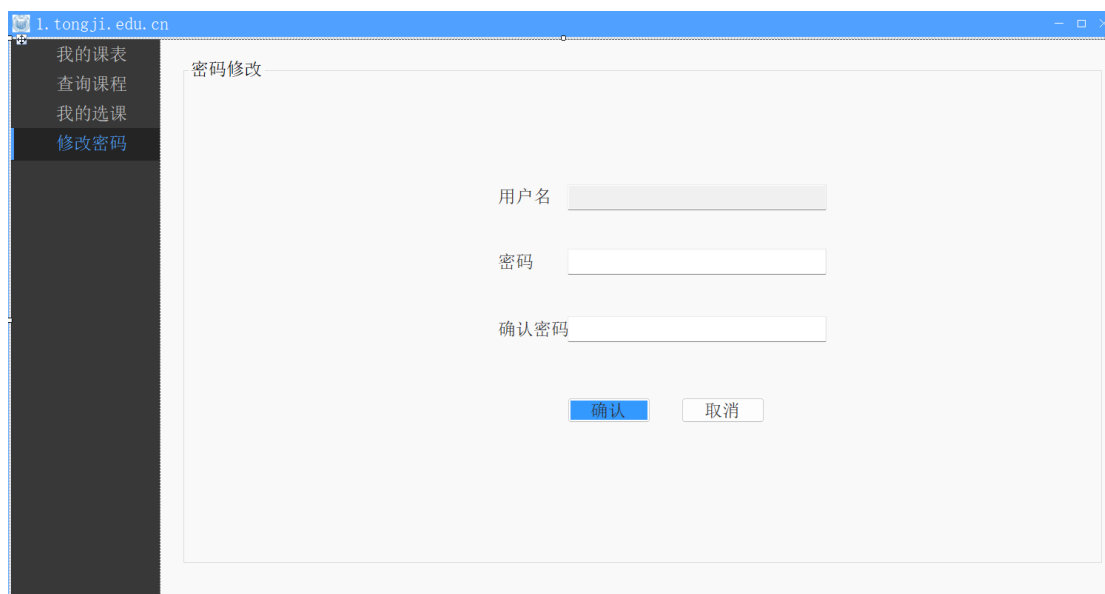 1.tongji.edu.cn
我的课表
查询课程
我的选课
修改密码
密码修改
用户名
密码
确认密码
确认 取消